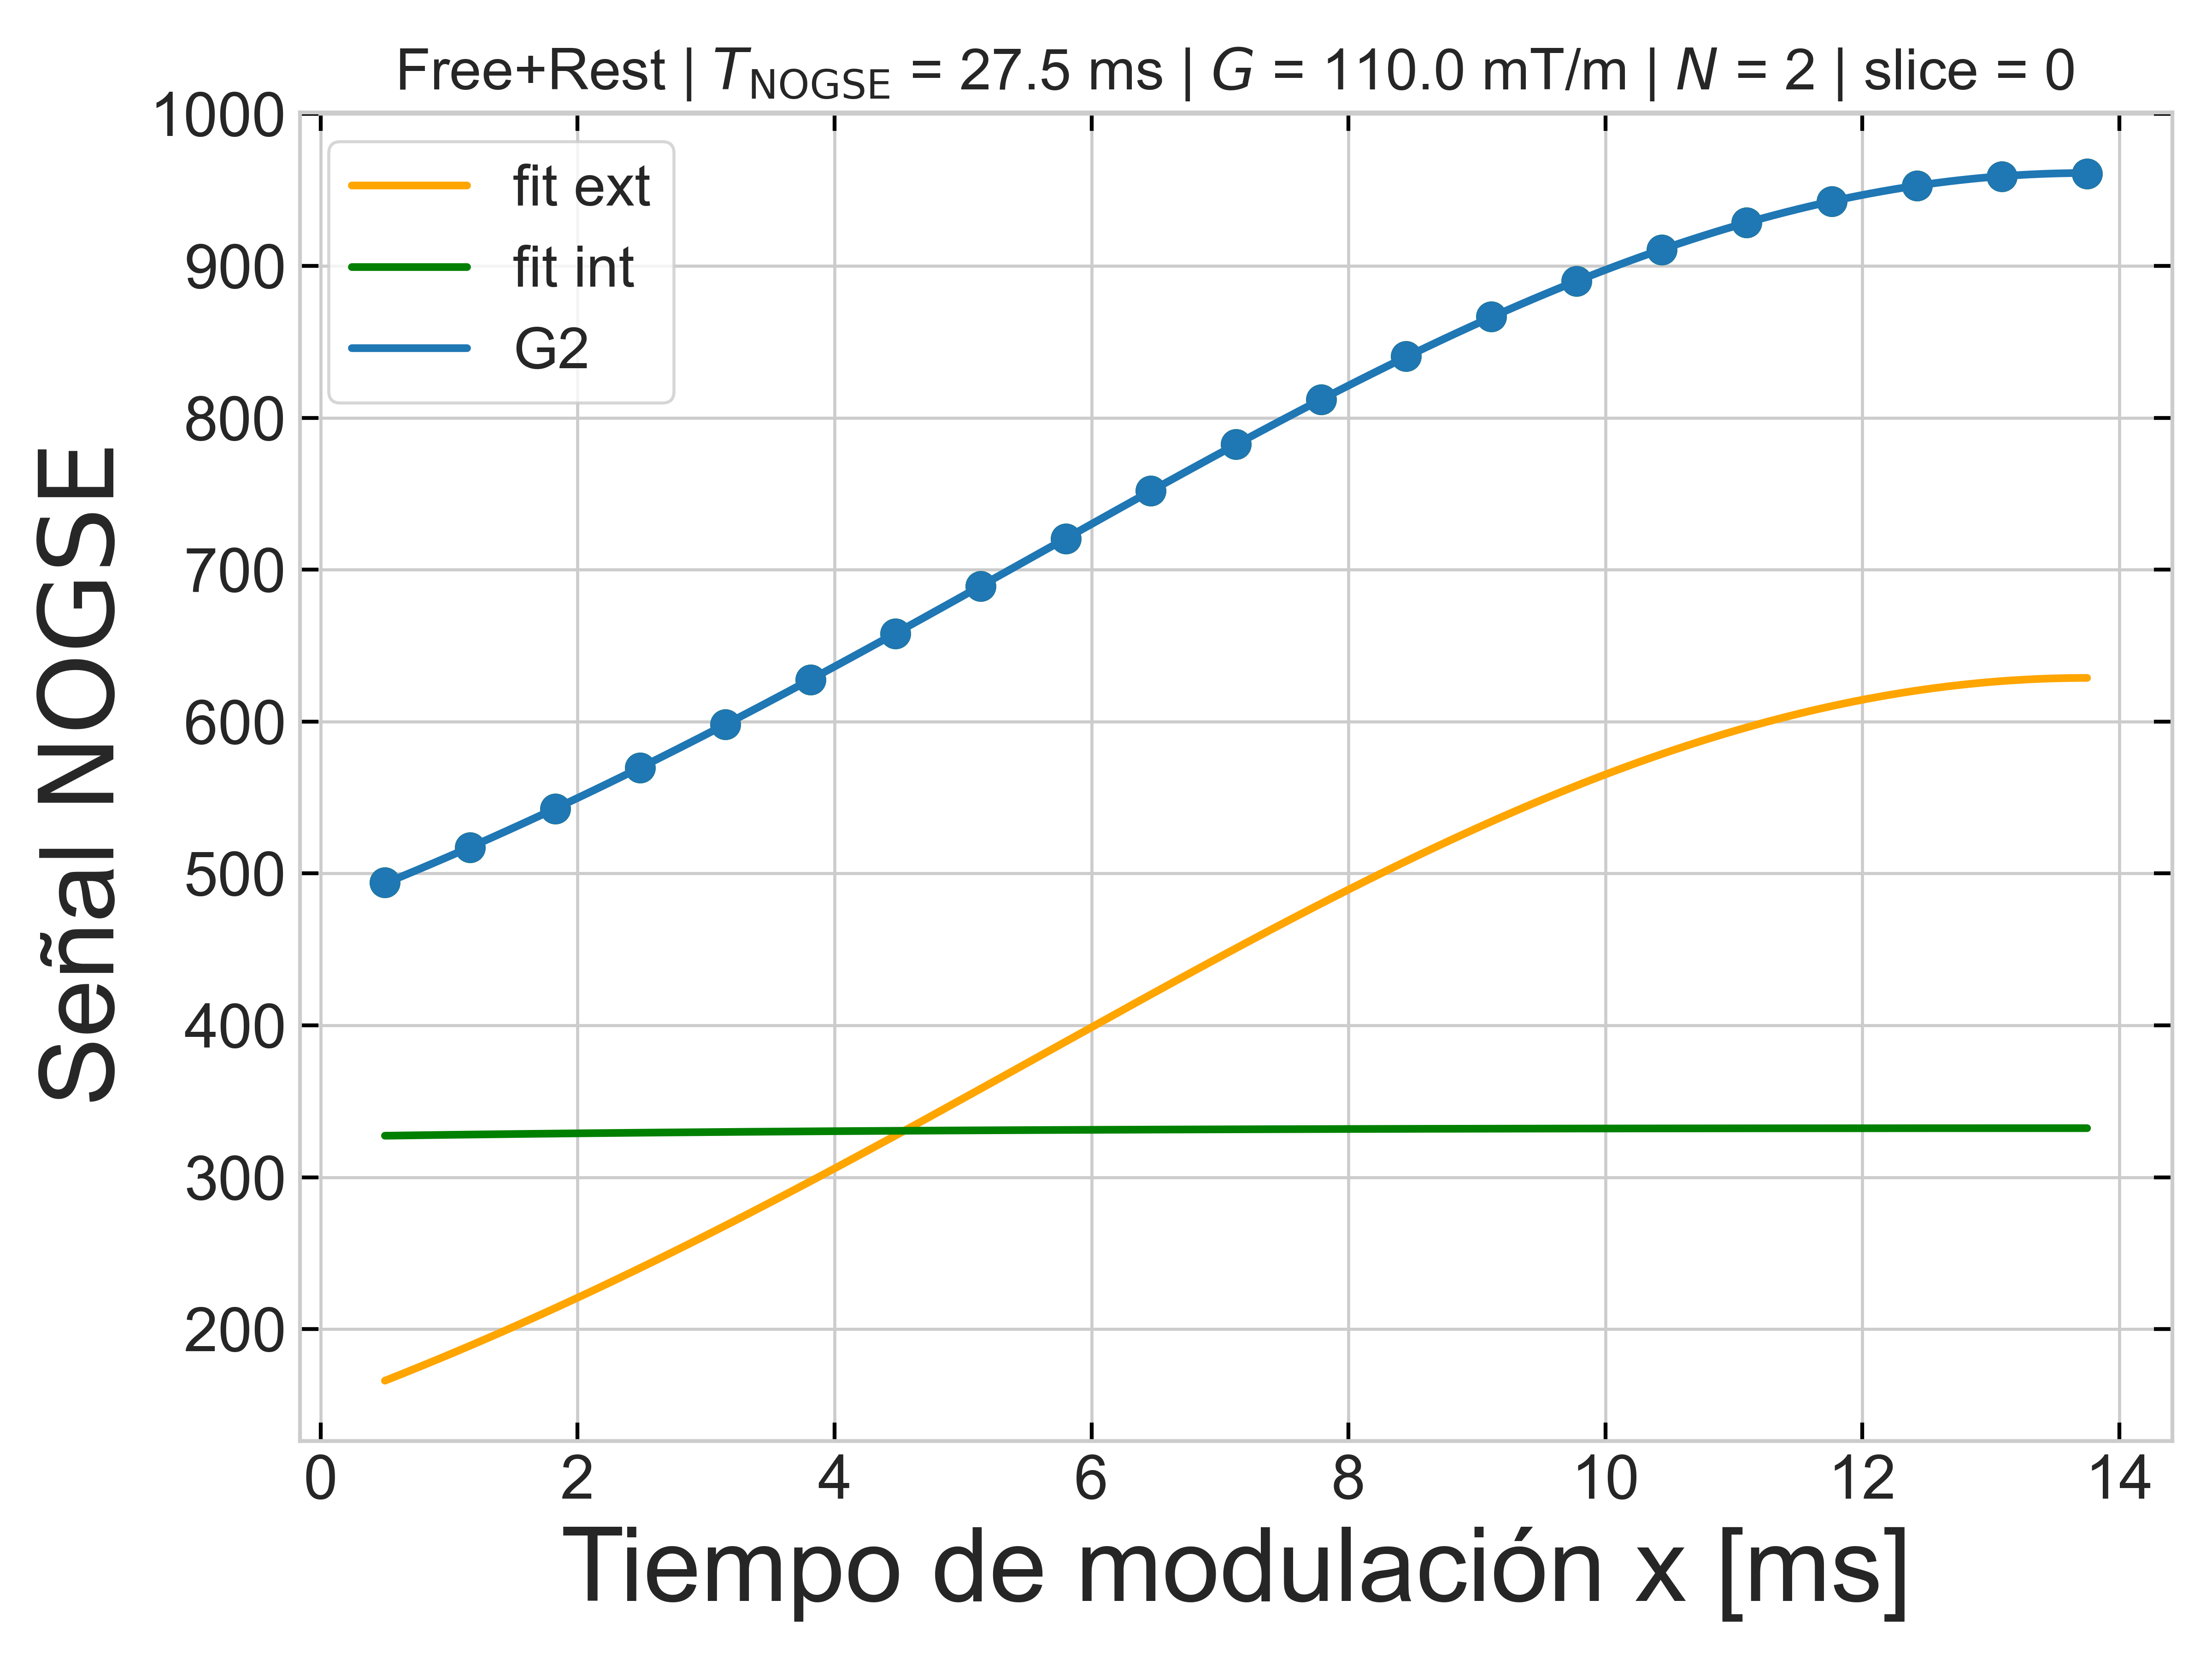 Free+Rest | T_NOGSE = 27.5 ms | G = 110.0 mT/m | N = 2 | slice = 0
1000
900
800
700
600
500
400
300
200
fit ext
fit int
G2
Señal NOGSE
0 2 4 6 8 10 12 14
Tiempo de modulación x [ms]